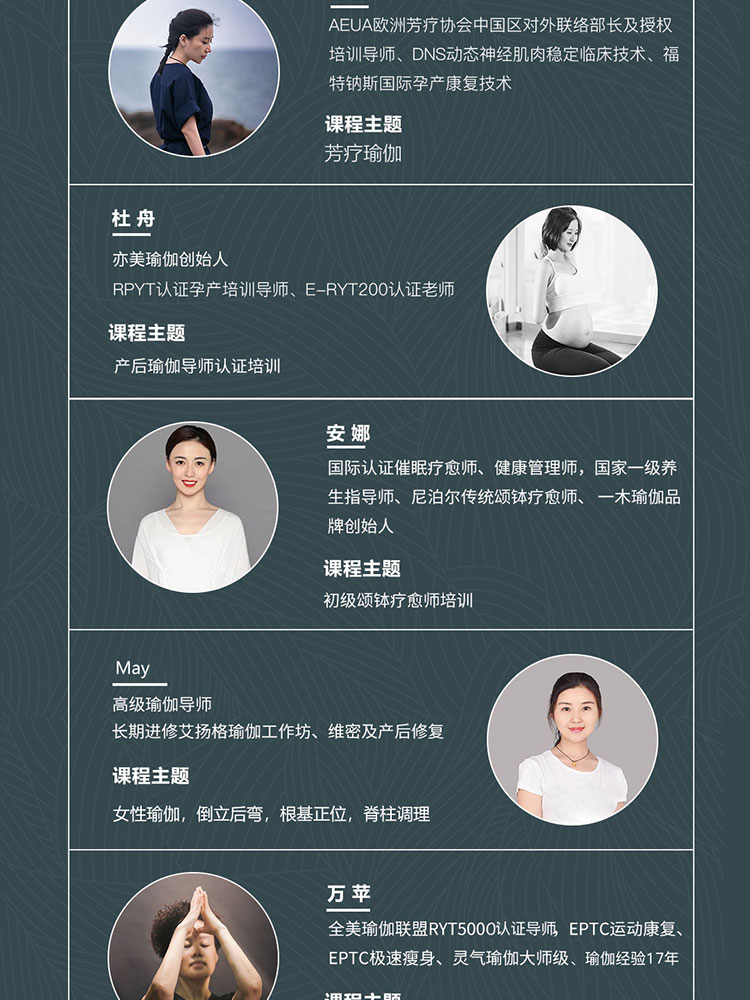 AEUA欧洲芳疗协会中国区对外联络部长及授权
培训导师、DNS动态神经肌肉稳定临床技术、福
特钠斯国际孕产康复技术
课程主题
芳疗瑜伽
杜 舟
亦美瑜伽创始人
RPYT认证孕产培训导师、E-RYT200认证老师
课程主题
产后瑜伽导师认证培训
安 娜
国际认证催眠疗愈师、健康管理师，国家一级养
生指导师、尼泊尔传统颂钵疗愈师、一木瑜伽品
牌创始人
课程主题
初级颂钵疗愈师培训
May
高级瑜伽导师
长期进修艾扬格瑜伽工作坊、维密及产后修复
课程主题
女性瑜伽，倒立后弯，根基正位，脊柱调理
万 苹
全美瑜伽联盟RYT500O认证导师，EPTC运动康复、
EPTC极速瘦身、灵气瑜伽大师级、瑜伽经验17年
课程主题